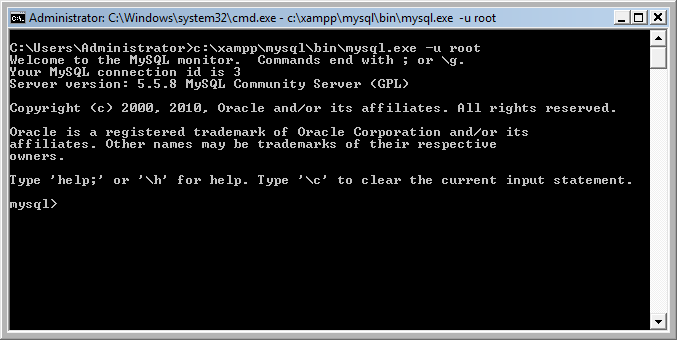 Administrator: C:\Windows\system32\cmd.exe - c:\xampp\mysql\bin\mysql.exe -u root
C:\Users\Administrator>c:\xampp\mysql\bin\mysql.exe -u root
Welcome to the MySQL monitor.  Commands end with ; or \g.
Your MySQL connection id is 3
Server version: 5.5.8 MySQL Community Server (GPL)
Copyright (c) 2000, 2010, Oracle and/or its affiliates. All rights reserved.
Oracle is a registered trademark of Oracle Corporation and/or its
affiliates. Other names may be trademarks of their respective
owners.
Type 'help;' or '\h' for help. Type '\c' to clear the current input statement.
mysql>